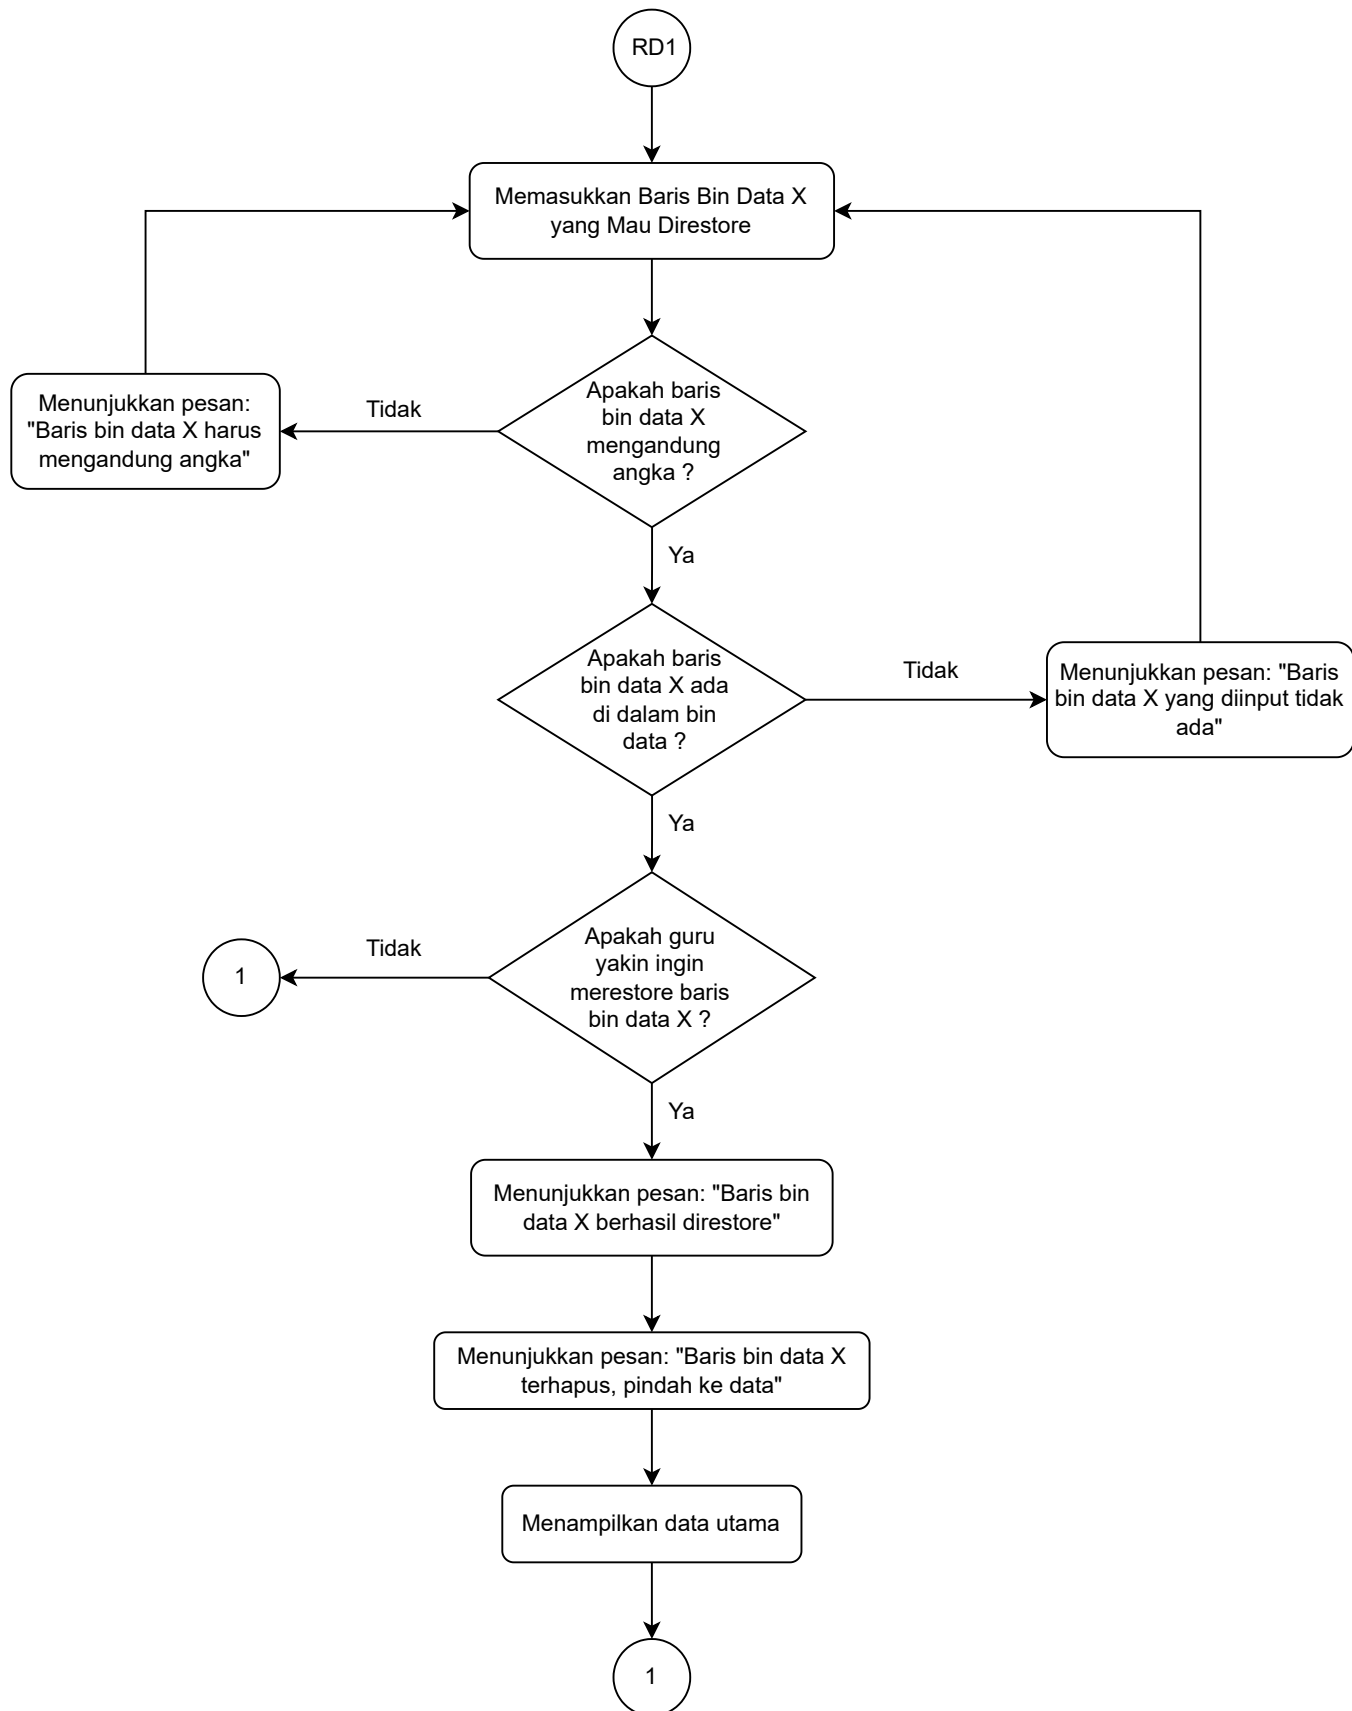 RD1
Memasukkan Baris Bin Data X
yang Mau Direstore
Apakah baris
bin data X
mengandung
angka ?
Tidak
Menunjukkan pesan:
"Baris bin data X harus
mengandung angka"
Ya
Apakah baris
bin data X ada
di dalam bin
data ?
Tidak
Menunjukkan pesan: "Baris
bin data X yang diinput tidak
ada"
Ya
Apakah guru
yakin ingin
merestore baris
bin data X ?
Tidak
1
Ya
Menunjukkan pesan: "Baris bin
data X berhasil direstore"
Menunjukkan pesan: "Baris bin data X
terhapus, pindah ke data"
Menampilkan data utama
1